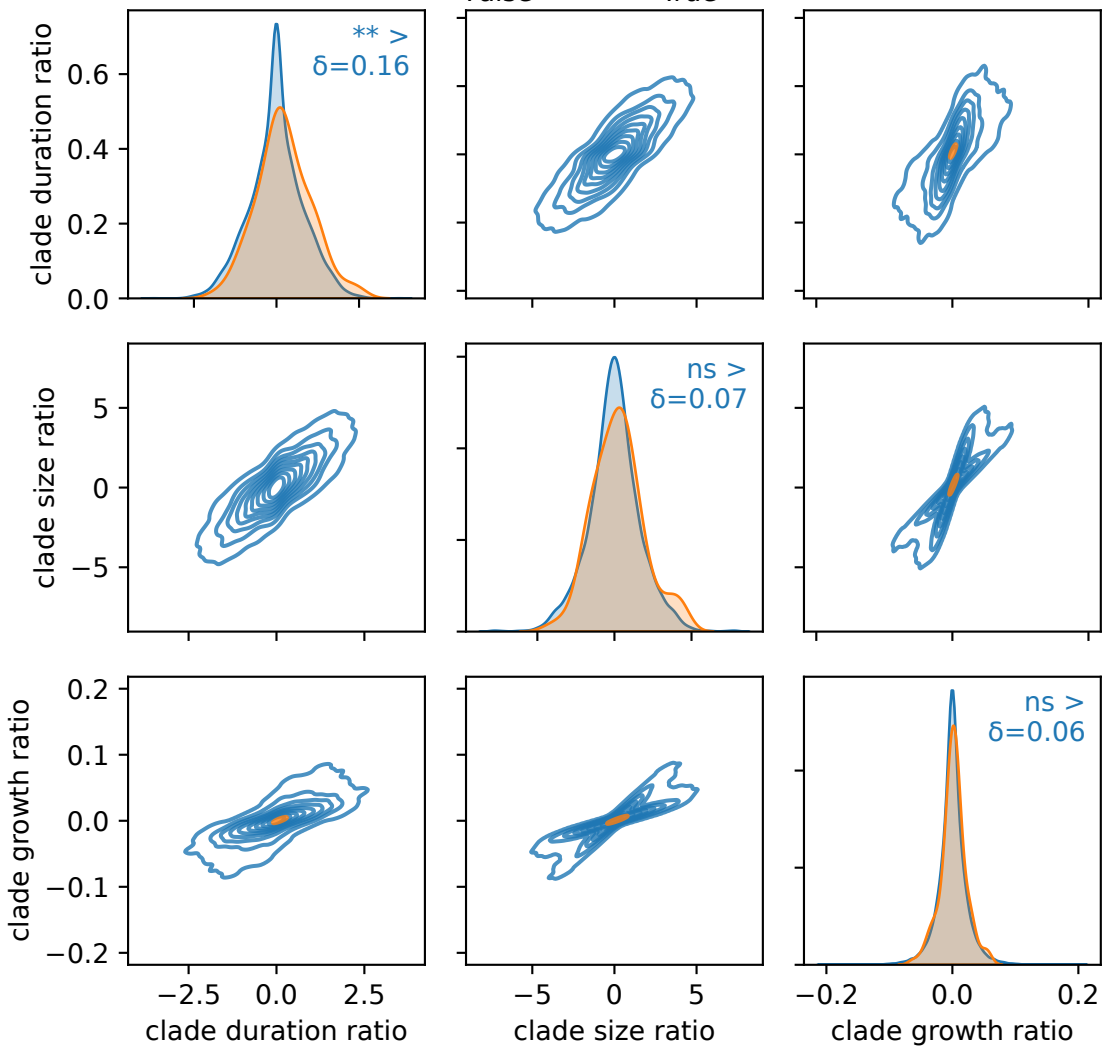 clade duration ratio
0.6
0.4
0.2
0.0
** >
δ=0.16
clade size ratio
5
0
−5
ns >
δ=0.07
clade growth ratio
0.2
0.1
0.0
−0.1
−0.2
ns >
δ=0.06
−2.5 0.0 2.5
clade duration ratio
−5 0 5
clade size ratio
−0.2 0.0 0.2
clade growth ratio